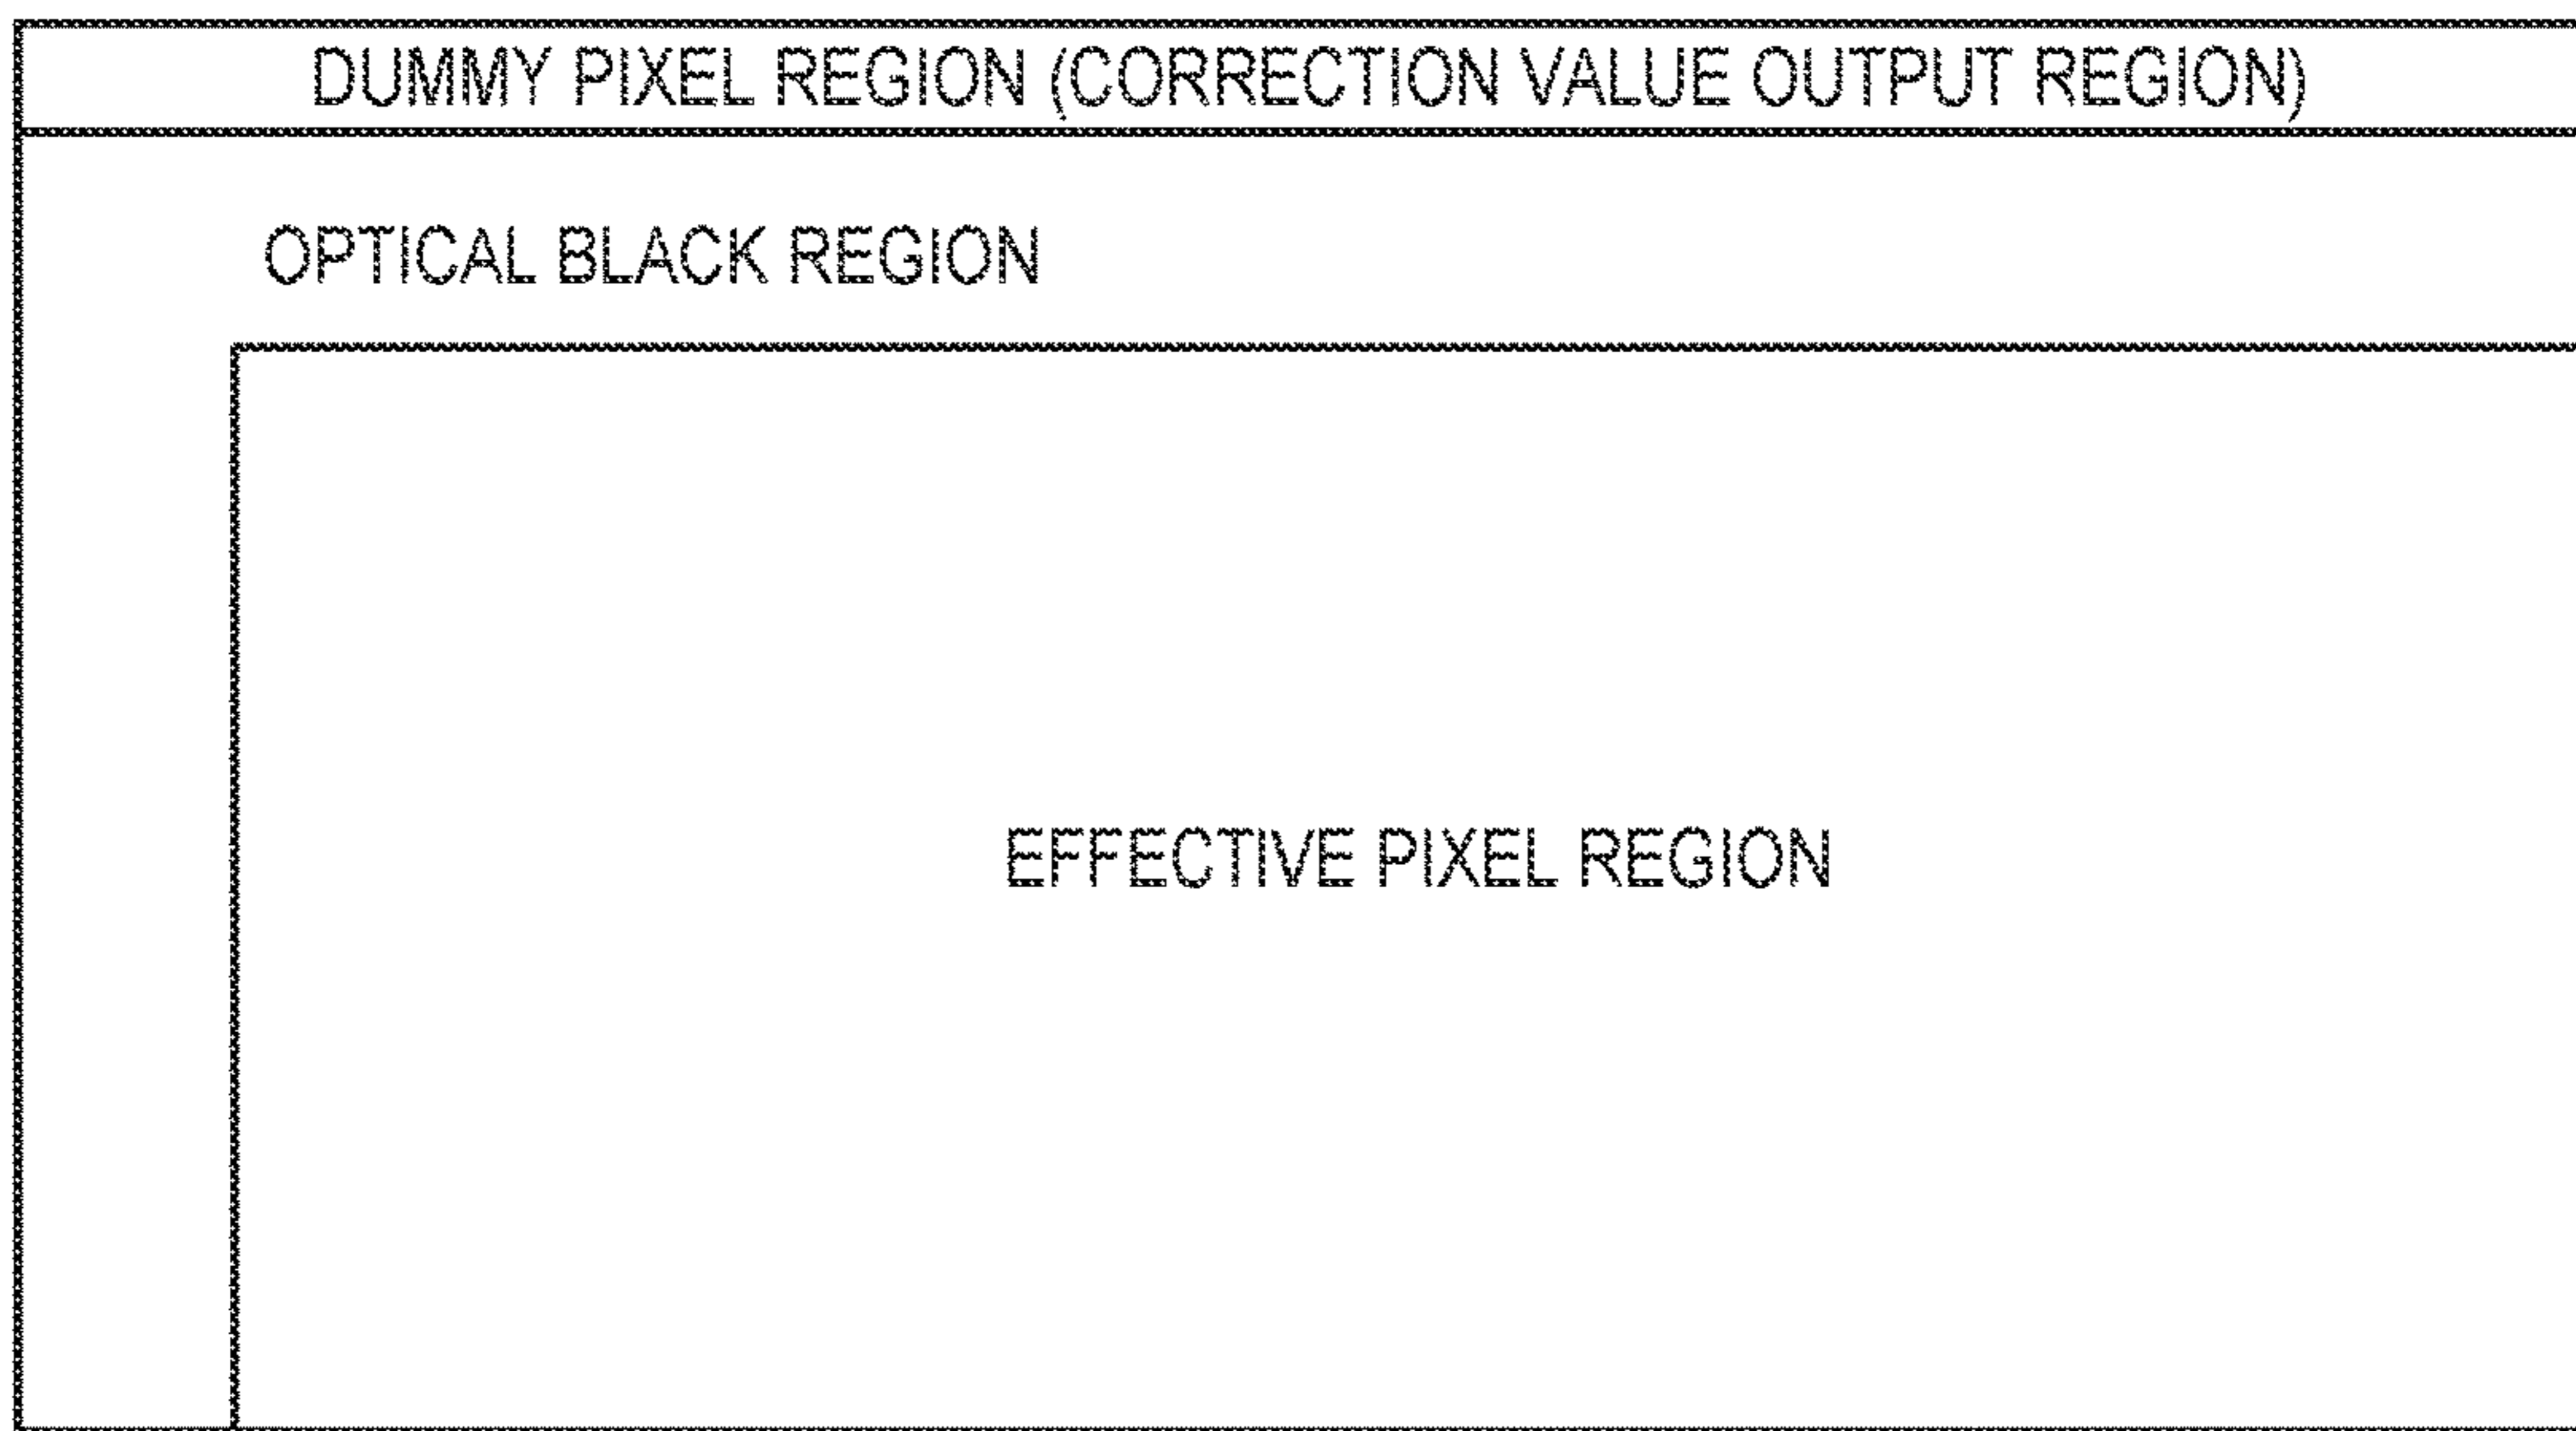 DUMMY PIXEL REGION (CORRECTION VALUE OUTPUT REGION)
OPTICAL BLACK REGION
EFFECTIVE PIXEL REGION